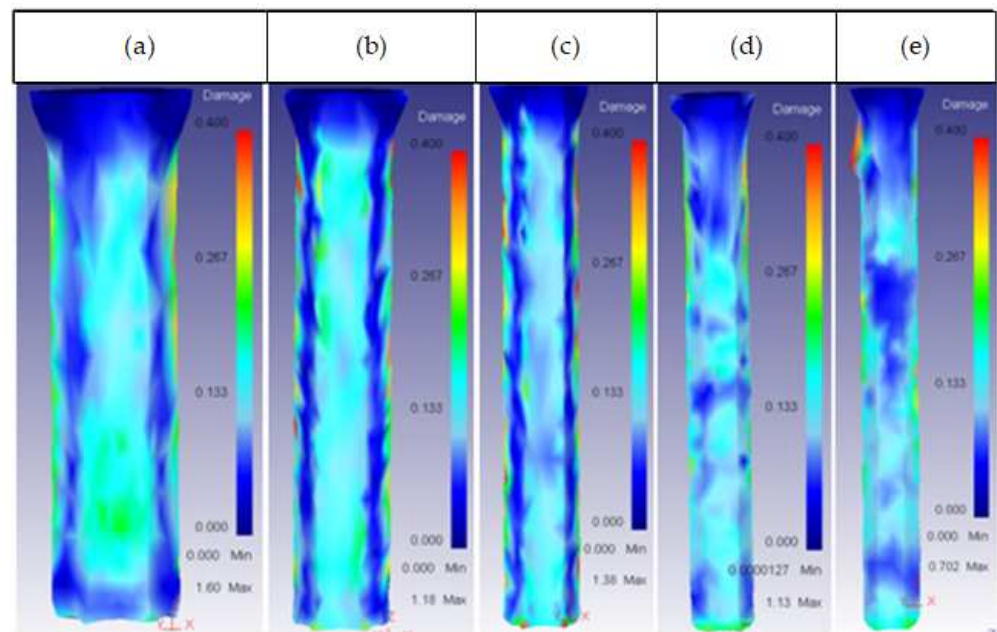 (a) (b) (c) (d) (e)
Damage
0.400
0.267
0.133
0.000
0.000 Min
1.60 Max
Damage
0.400
0.267
0.133
0.000
0.000 Min
1.18 Max
Damage
0.400
0.267
0.133
0.000
0.000 Min
1.38 Max
X
Damage
0.400
0.267
0.133
0.000
0.0000127 Min
1.13 Max
Damage
0.400
0.267
0.133
0.000
0.000 Min
0.702 Max
X